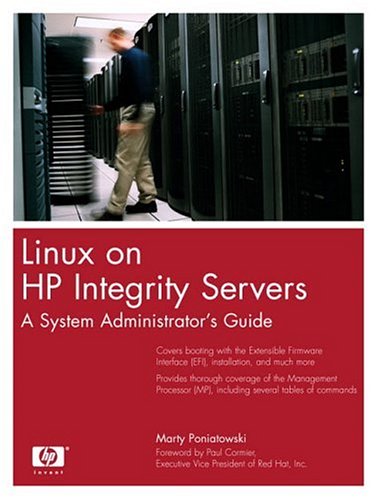 Linux on
HP Integrity Servers
A System Administrator's Guide
Covers booting with the Extensible Firmware
Interface (EFI), installation, and much more
Provides thorough coverage of the Management
Processor (MP), including several tables of commands
Marty Poniatowski
Foreword by Paul Cormier,
Executive Vice President of Red Hat, Inc.
hp
invent